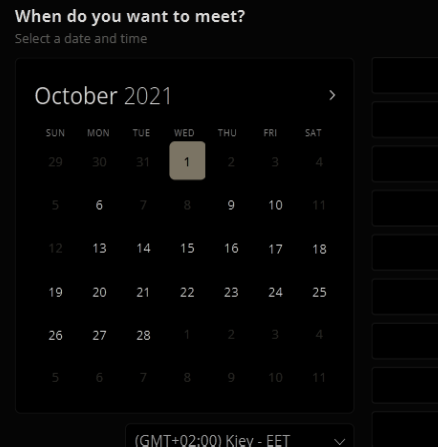 When do you want to meet?
Select a date and time
October 2021
SUN MON TUE WED THU FRI SAT
29 30 31 1 2 3 4
5 6 7 8 9 10 11
12 13 14 15 16 17 18
19 20 21 22 23 24 25
26 27 28 1 2 3 4
5 6 7 8 9 10 11
(GMT+02:00) Kiev - EET